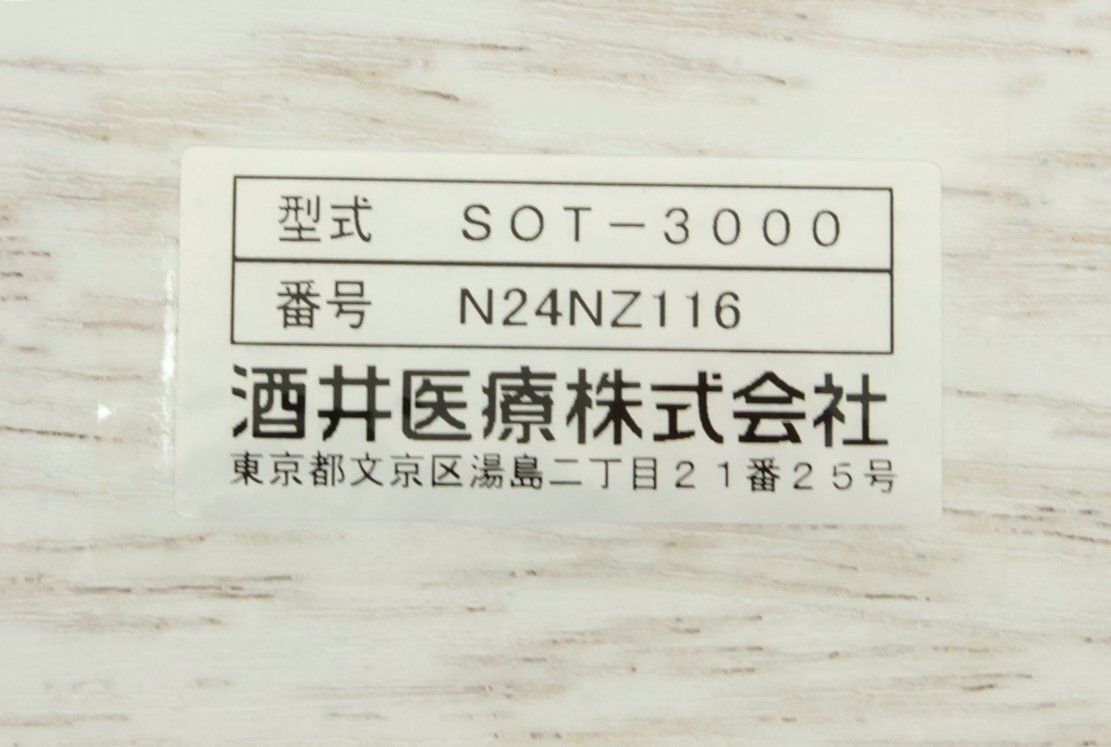 型式 SOT-3000
番号 N24NZ116
酒井医療株式会社
東京都文京区湯島二丁目21番25号